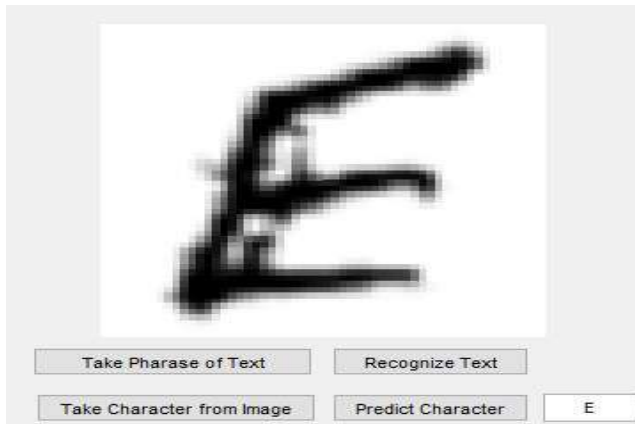 E
Take Pharase of Text
Recognize Text
Take Character from Image
Predict Character
E